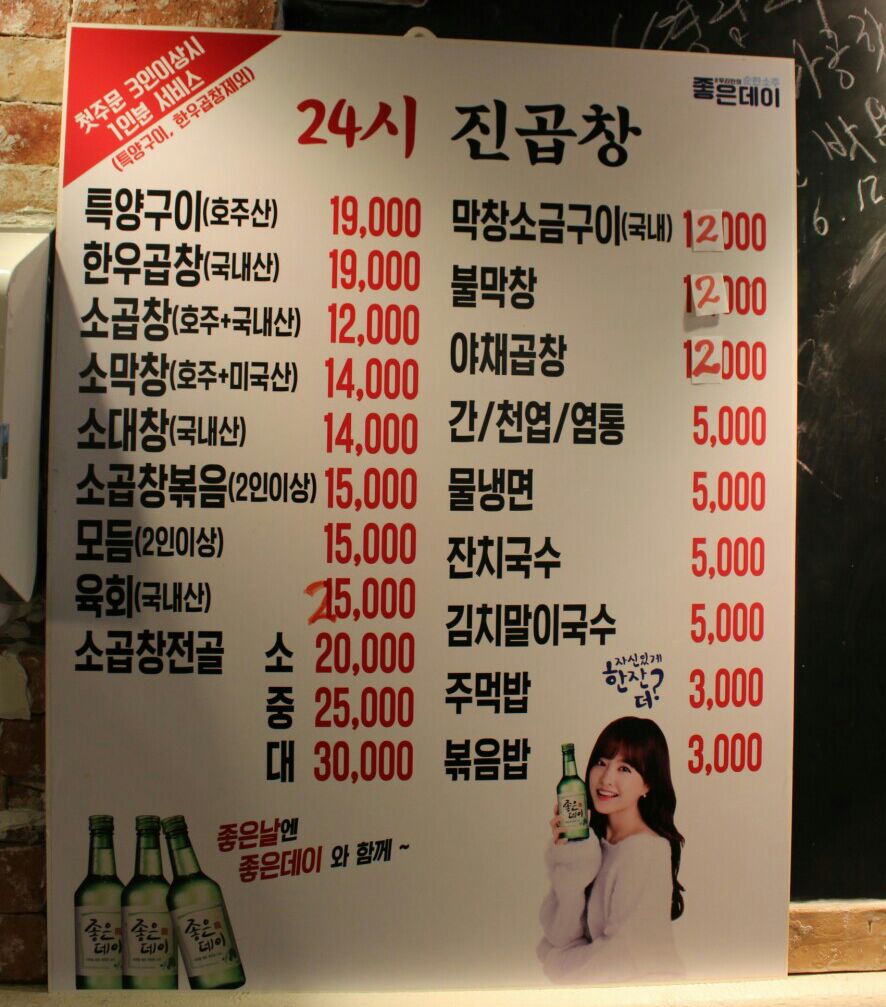 첫주문 3인이상시
1인분 서비스
(특양구이, 한우곱창제외)
24시 진곱창
#우리만의 순한소주
좋은데이
특양구이(호주산) 19,000
한우곱창(국내산) 19,000
소곱창(호주+국내산) 12,000
소막창(호주+미국산) 14,000
소대창(국내산) 14,000
소곱창볶음(2인이상) 15,000
모듬(2인이상) 15,000
육회(국내산) 25,000
소곱창전골 소 20,000
중 25,000
대 30,000
막창소금구이(국내) 12,000
불막창 12,000
야채곱창 12,000
간/천엽/염통 5,000
물냉면 5,000
잔치국수 5,000
김치말이국수 5,000
주먹밥 3,000
볶음밥 3,000
자신있게
한잔
더?
좋은날엔
좋은데이 와 함께 ~
좋은
데이
좋은
데이
좋은
데이
좋은
데이
6.12